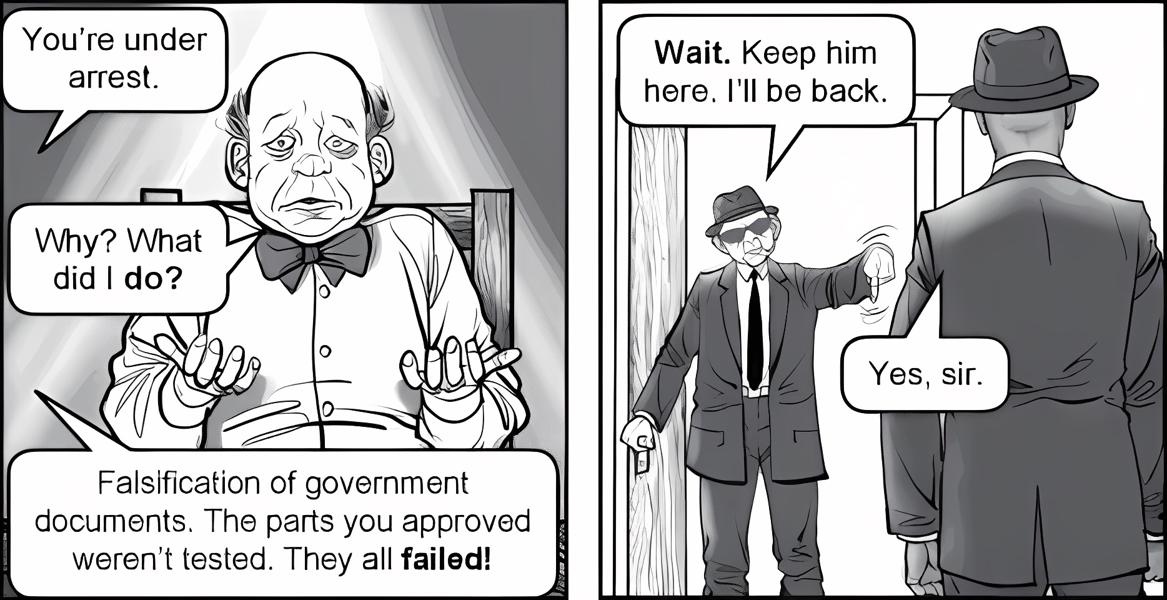 You're under
arrest.
Why? What
did I do?
Falsification of government
documents. The parts you approved
weren't tested. They all failed!
Wait. Keep him
here. I'll be back.
Yes, sir.